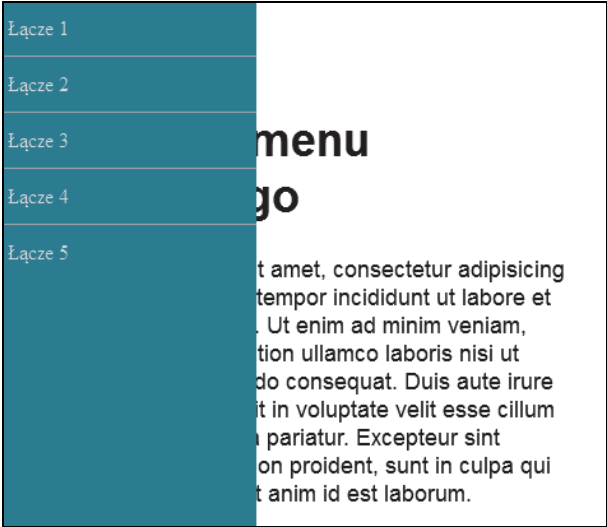 Łącze 1
Łącze 2
Łącze 3
Łącze 4
Łącze 5
menu
go
t amet, consectetur adipisicing
tempor incididunt ut labore et
. Ut enim ad minim veniam,
tion ullamco laboris nisi ut
do consequat. Duis aute irure
it in voluptate velit esse cillum
pariatur. Excepteur sint
on proident, sunt in culpa qui
t anim id est laborum.